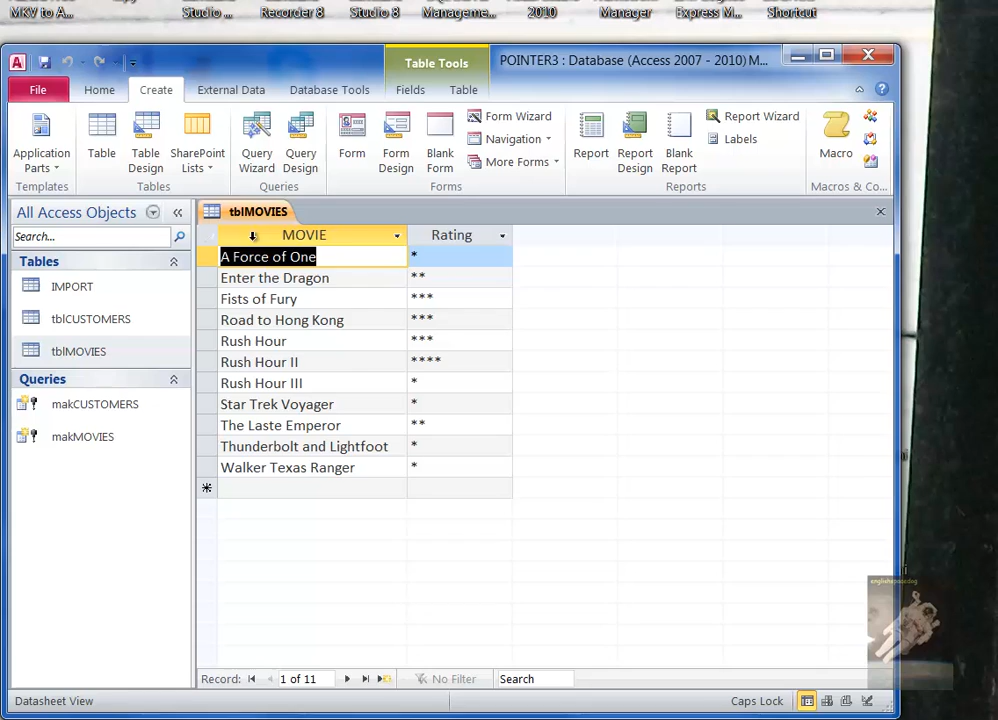 MKV to A...
Studio ...
Recorder 8
Studio 8
Manageme...
2010
Manager
Express M...
Shortcut
Table Tools
POINTER3 : Database (Access 2007 - 2010) M...
File
Home
Create
External Data
Database Tools
Fields
Table
Application Parts
Table
Table Design
SharePoint Lists
Query Wizard
Query Design
Form
Form Design
Blank Form
Form Wizard
Navigation
More Forms
Report
Report Design
Blank Report
Report Wizard
Labels
Macro
Templates
Tables
Queries
Forms
Reports
Macros & Co...
All Access Objects
Search...
Tables
IMPORT
tblCUSTOMERS
tblMOVIES
Queries
makCUSTOMERS
makMOVIES
tblMOVIES
MOVIE Rating
A Force of One *
Enter the Dragon **
Fists of Fury ***
Road to Hong Kong ***
Rush Hour ***
Rush Hour II ****
Rush Hour III *
Star Trek Voyager *
The Laste Emperor **
Thunderbolt and Lightfoot *
Walker Texas Ranger *
Record: 1 of 11 No Filter Search
Datasheet View
Caps Lock